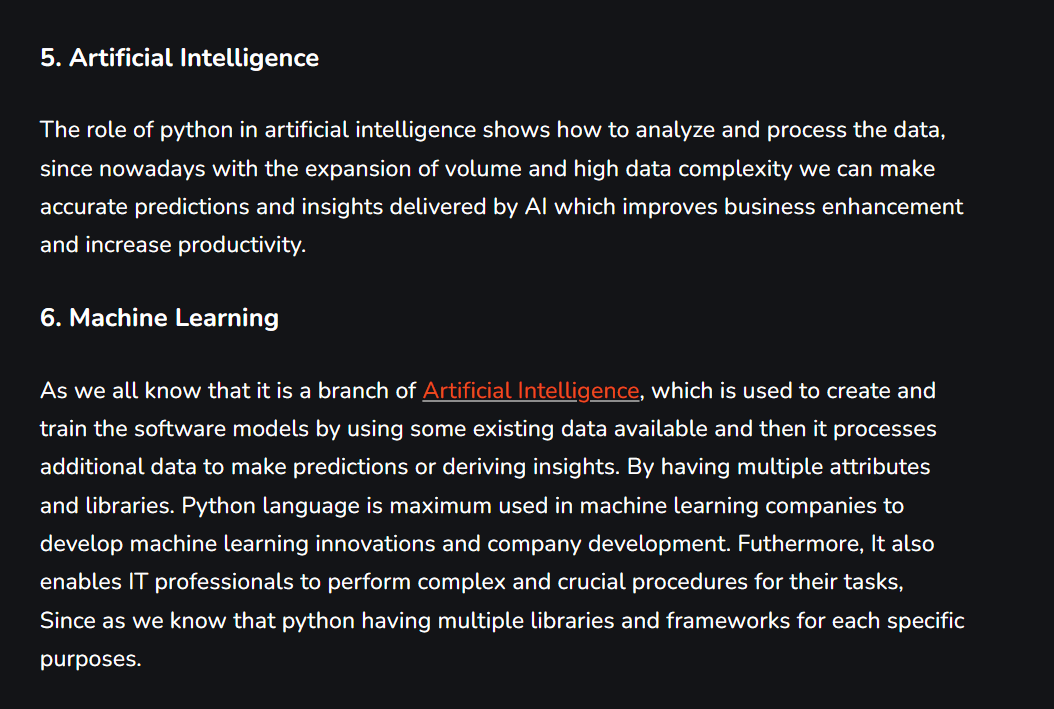 5. Artificial Intelligence
The role of python in artificial intelligence shows how to analyze and process the data,
since nowadays with the expansion of volume and high data complexity we can make
accurate predictions and insights delivered by AI which improves business enhancement
and increase productivity.
6. Machine Learning
As we all know that it is a branch of Artificial Intelligence, which is used to create and
train the software models by using some existing data available and then it processes
additional data to make predictions or deriving insights. By having multiple attributes
and libraries. Python language is maximum used in machine learning companies to
develop machine learning innovations and company development. Futhermore, It also
enables IT professionals to perform complex and crucial procedures for their tasks,
Since as we know that python having multiple libraries and frameworks for each specific
purposes.